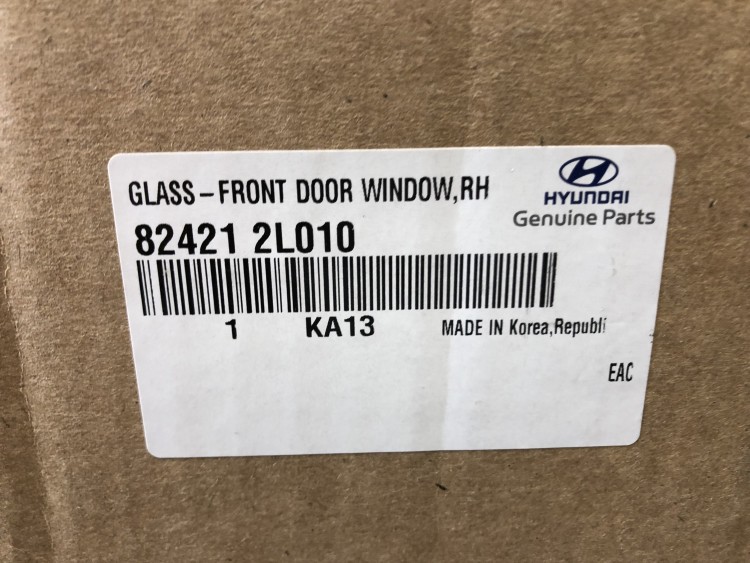 GLASS-FRONT DOOR WINDOW,RH
HYUNDAI
Genuine Parts
82421 2L010
1 KA13 MADE IN Korea,Republi
EAC